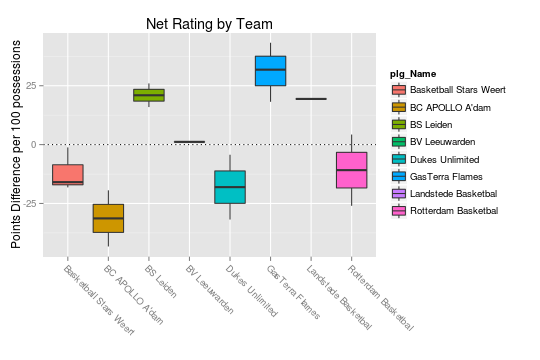 Net Rating by Team
Points Difference per 100 possessions
25
0
-25
Basketball Stars Weert
BC APOLLO A'dam
BS Leiden
BV Leeuwarden
Dukes Unlimited
GasTerra Flames
Landstede Basketbal
Rotterdam Basketbal
plg_Name
Basketball Stars Weert
BC APOLLO A'dam
BS Leiden
BV Leeuwarden
Dukes Unlimited
GasTerra Flames
Landstede Basketbal
Rotterdam Basketbal